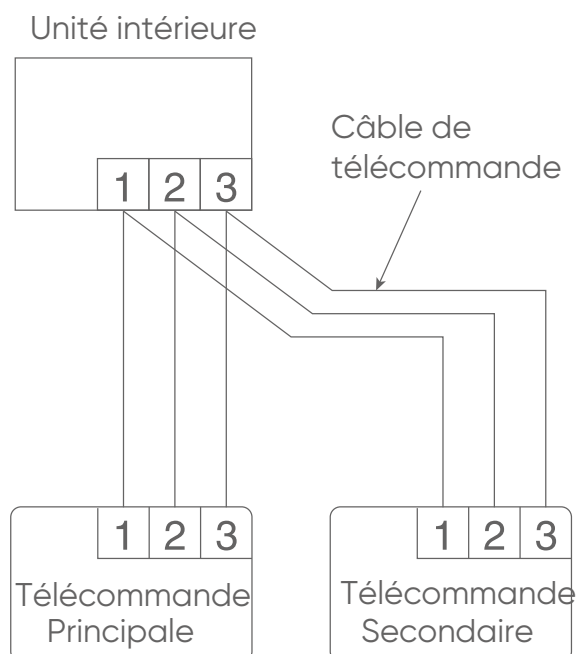 Unité intérieure
Câble de
télécommande
1 2 3
1 2 3
Télécommande
Principale
1 2 3
Télécommande
Secondaire